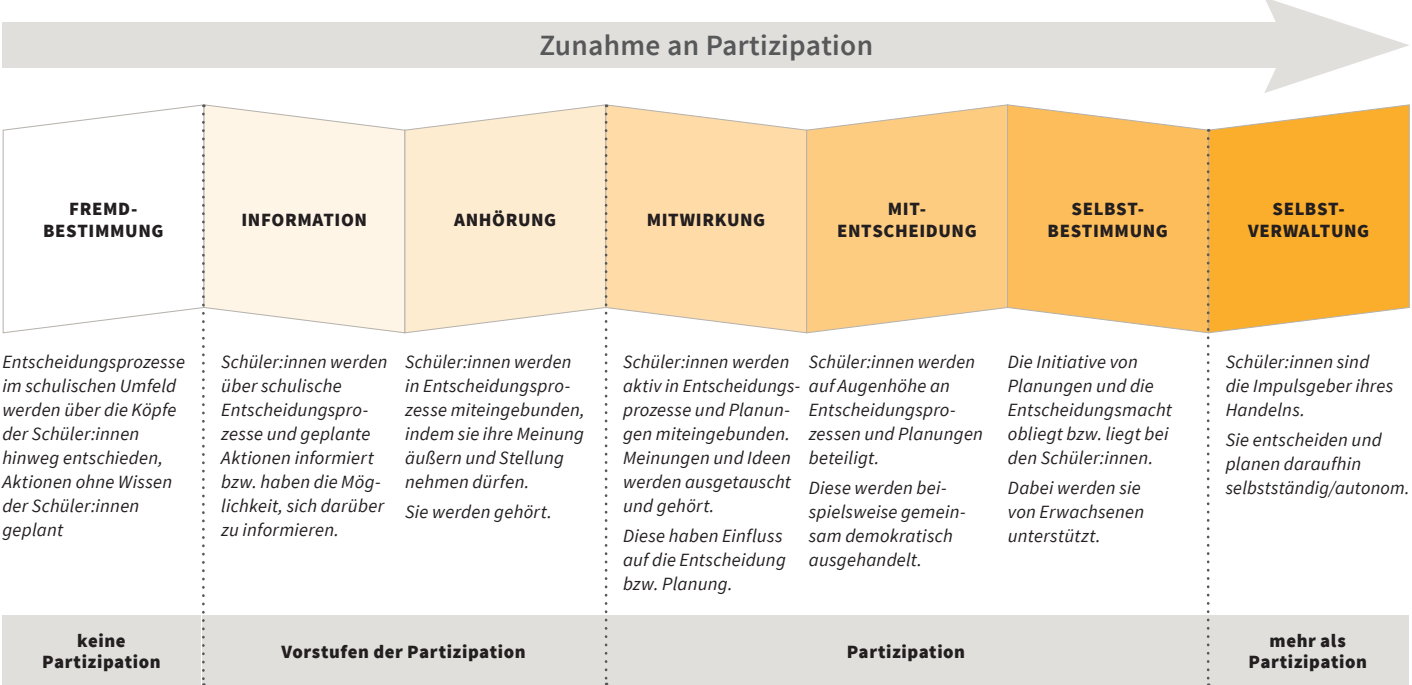 Zunahme an Partizipation
FREMD-
BESTIMMUNG
INFORMATION
ANHÖRUNG
MITWIRKUNG
MIT-
ENTSCHEIDUNG
SELBST-
BESTIMMUNG
SELBST-
VERWALTUNG
Entscheidungsprozesse
im schulischen Umfeld
werden über die Köpfe
der Schüler:innen
hinweg entschieden,
Aktionen ohne Wissen
der Schüler:innen
geplant
Schüler:innen werden
über schulische
Entscheidungspro-
zesse und geplante
Aktionen informiert
bzw. haben die Mög-
lichkeit, sich darüber
zu informieren.
Schüler:innen werden
in Entscheidungspro-
zesse miteingebunden,
indem sie ihre Meinung
äußern und Stellung
nehmen dürfen.
Sie werden gehört.
Schüler:innen werden
aktiv in Entscheidungs-
prozesse und Planun-
gen miteingebunden.
Meinungen und Ideen
werden ausgetauscht
und gehört.
Diese haben Einfluss
auf die Entscheidung
bzw. Planung.
Schüler:innen werden
auf Augenhöhe an
Entscheidungspro-
zessen und Planungen
beteiligt.
Diese werden bei-
spielsweise gemein-
sam demokratisch
ausgehandelt.
Die Initiative von
Planungen und die
Entscheidungsmacht
obliegt bzw. liegt bei
den Schüler:innen.
Dabei werden sie
von Erwachsenen
unterstützt.
Schüler:innen sind
die Impulsgeber ihres
Handelns.
Sie entscheiden und
planen daraufhin
selbstständig/autonom.
keine
Partizipation
Vorstufen der Partizipation
Partizipation
mehr als
Partizipation